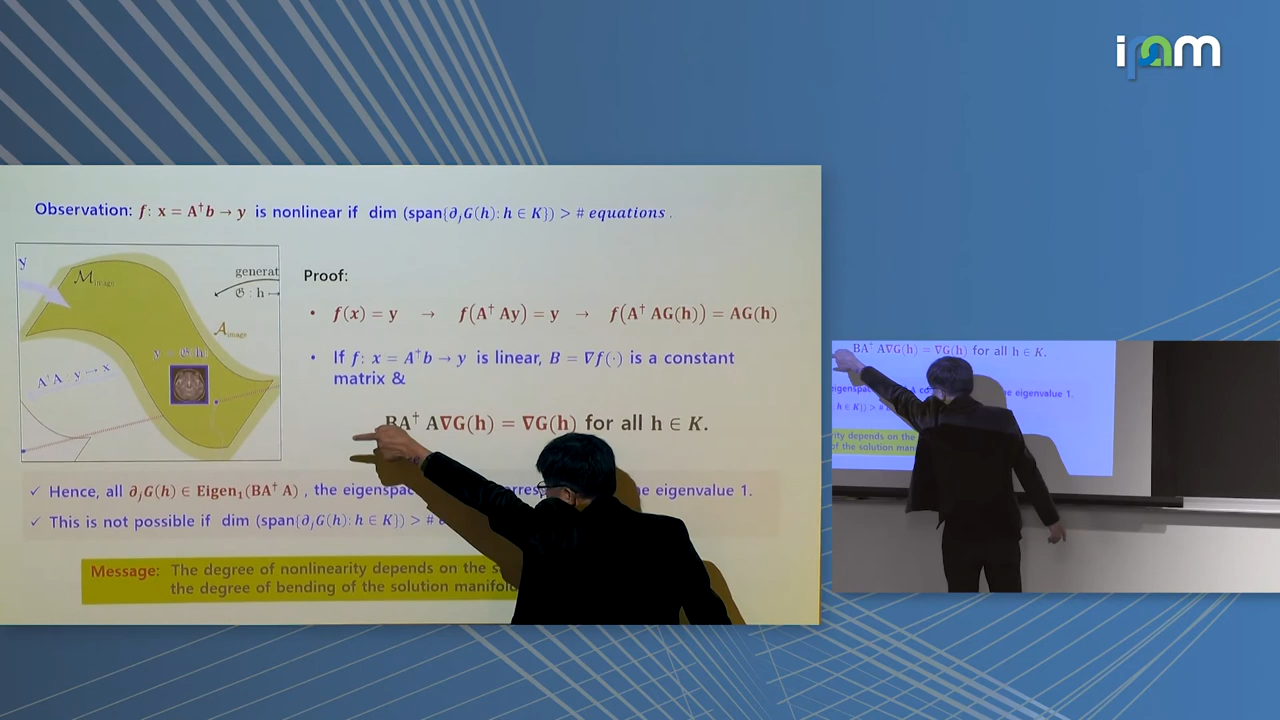 ipam
Observation: f: x = A†b → y is nonlinear if dim (span{∂ⱼG(h): h ∈ K}) > # equations .
y
ℳimage
generat
𝔊 : h
𝒜image
A†A : y → x
Proof:
• f(x) = y → f(A† Ay) = y → f(A† AG(h)) = AG(h)
• If f: x = A†b → y is linear, B = ∇f(·) is a constant
matrix &
BA† A∇G(h) = ∇G(h) for all h ∈ K.
✓ Hence, all ∂ⱼG(h) ∈ Eigen₁(BA† A) , the eigenspac rres e eigenvalue 1.
✓ This is not possible if dim (span{∂ⱼG(h): h ∈ K}) > #
Message: The degree of nonlinearity depends on the s
the degree of bending of the solution manifol
BA† A∇G(h) = ∇G(h) for all h ∈ K.
eigenspa e eigenvalue 1.
h ∈ K}) > #
ity depends on the
of the solution man